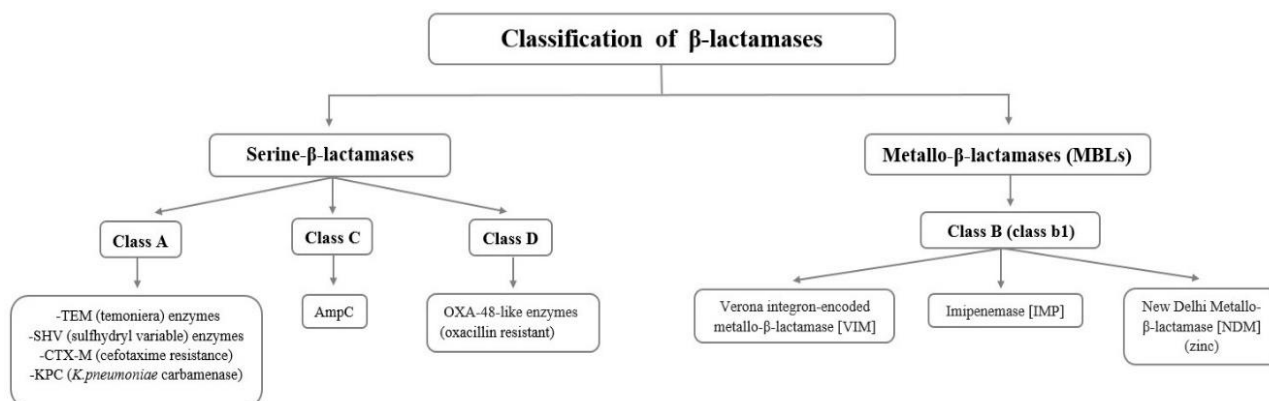 Classification of β-lactamases
Serine-β-lactamases
Metallo-β-lactamases (MBLs)
Class A
Class C
Class D
Class B (class b1)
-TEM (temoniera) enzymes
-SHV (sulfhydryl variable) enzymes
-CTX-M (cefotaxime resistance)
-KPC (K.pneumoniae carbamenase)
AmpC
OXA-48-like enzymes
(oxacillin resistant)
Verona integron-encoded
metallo-β-lactamase [VIM]
Imipenemase [IMP]
New Delhi Metallo-
β-lactamase [NDM]
(zinc)